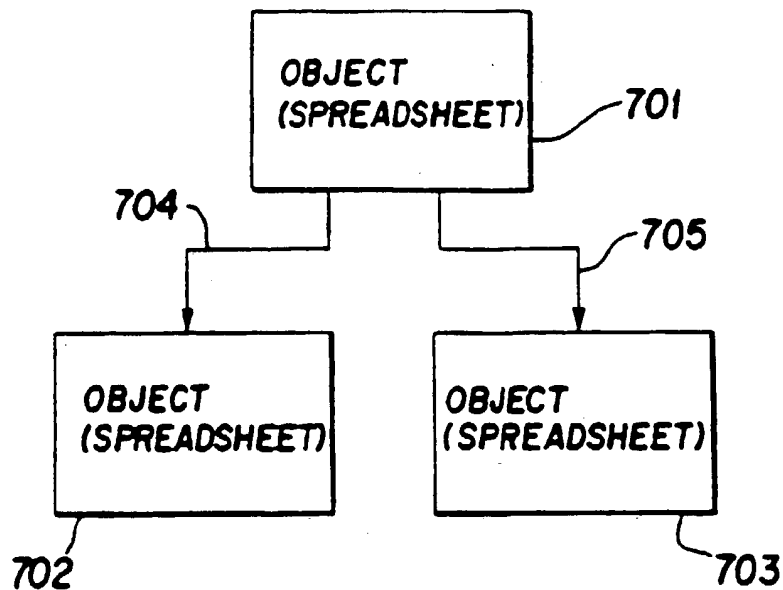 OBJECT
(SPREADSHEET)
701
704
705
OBJECT
(SPREADSHEET)
OBJECT
(SPREADSHEET)
702
703